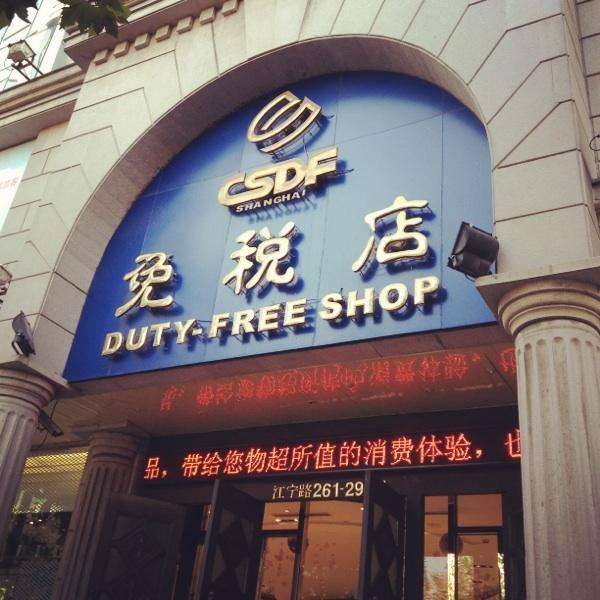 CSDF
SHANGHAI
免税店
DUTY-FREE SHOP
品，带给您物超所值的消费体验，也
江宁路261-29